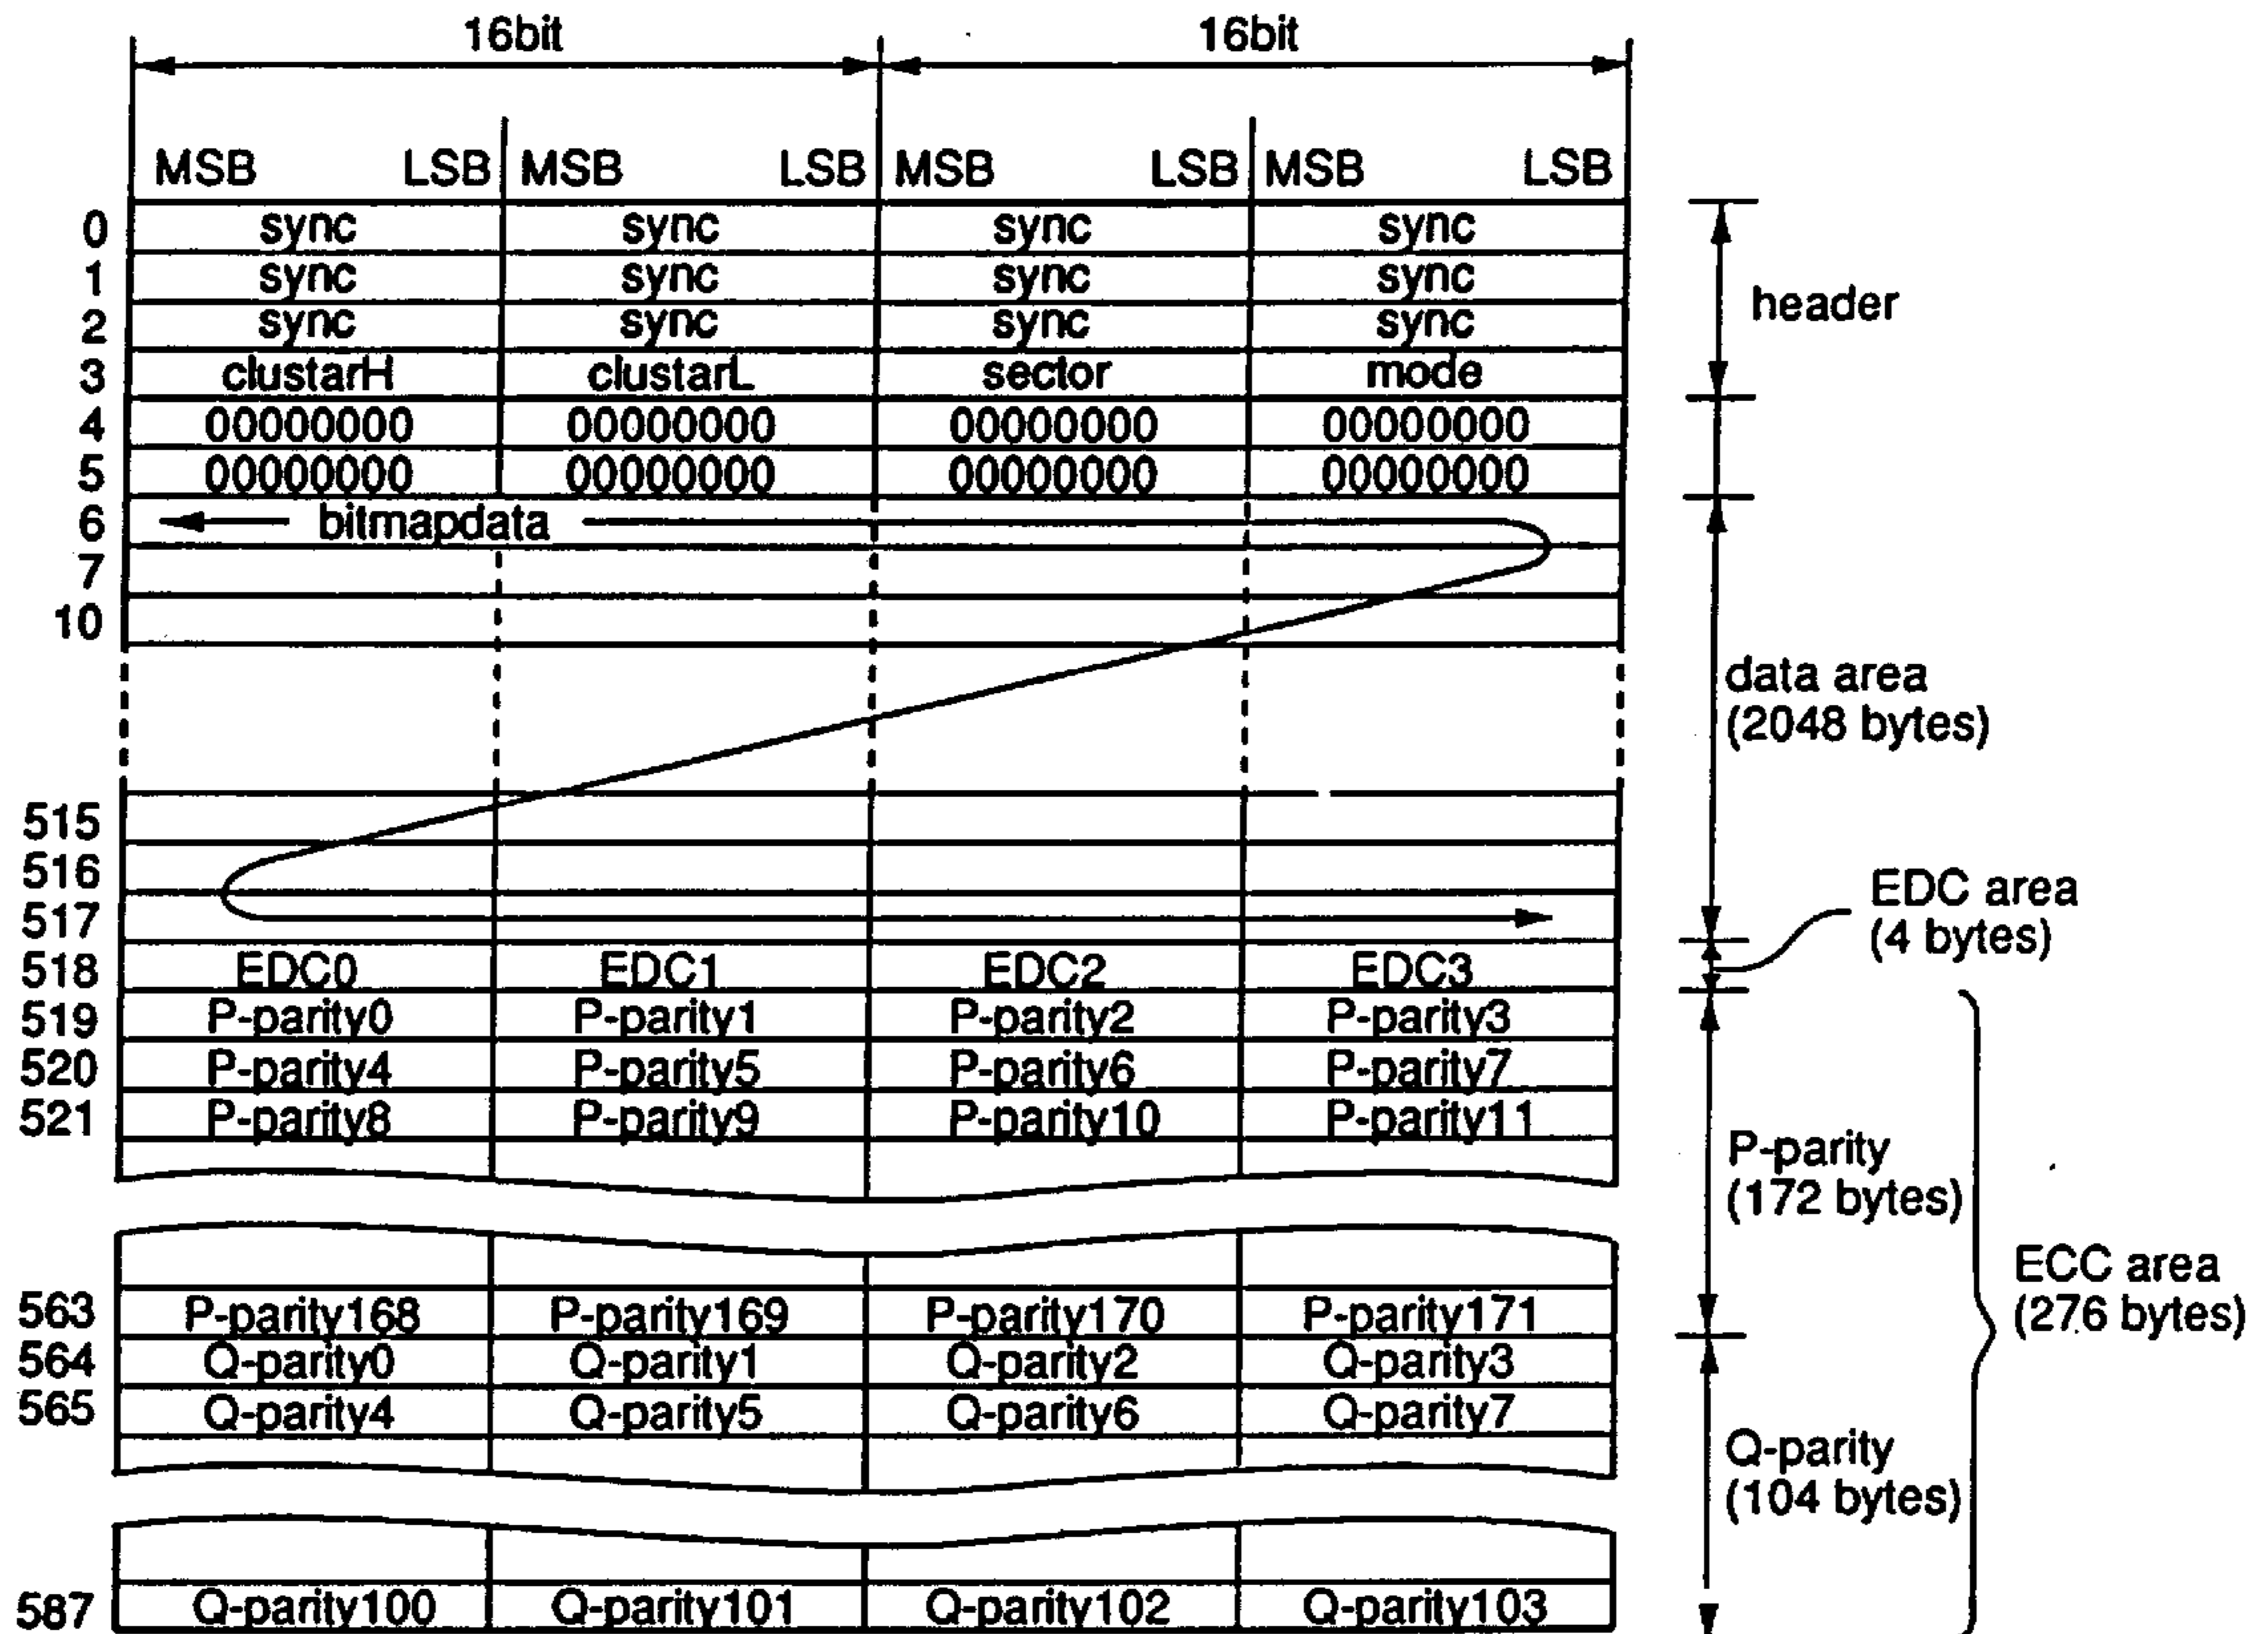 16bit 16bit
MSB LSB MSB LSB MSB LSB MSB LSB
0 sync sync sync sync
1 sync sync sync sync
2 sync sync sync sync
3 clustarH clustarL sector mode
4 00000000 00000000 00000000 00000000
5 00000000 00000000 00000000 00000000
6 bitmapdata
7
10
515
516
517
518 EDC0 EDC1 EDC2 EDC3
519 P-parity0 P-parity1 P-parity2 P-parity3
520 P-parity4 P-parity5 P-parity6 P-parity7
521 P-parity8 P-parity9 P-parity10 P-parity11
563 P-parity168 P-parity169 P-parity170 P-parity171
564 Q-parity0 Q-parity1 Q-parity2 Q-parity3
565 Q-parity4 Q-parity5 Q-parity6 Q-parity7
587 Q-parity100 Q-parity101 Q-parity102 Q-parity103
header
data area
(2048 bytes)
EDC area
(4 bytes)
P-parity
(172 bytes)
ECC area
(276 bytes)
Q-parity
(104 bytes)